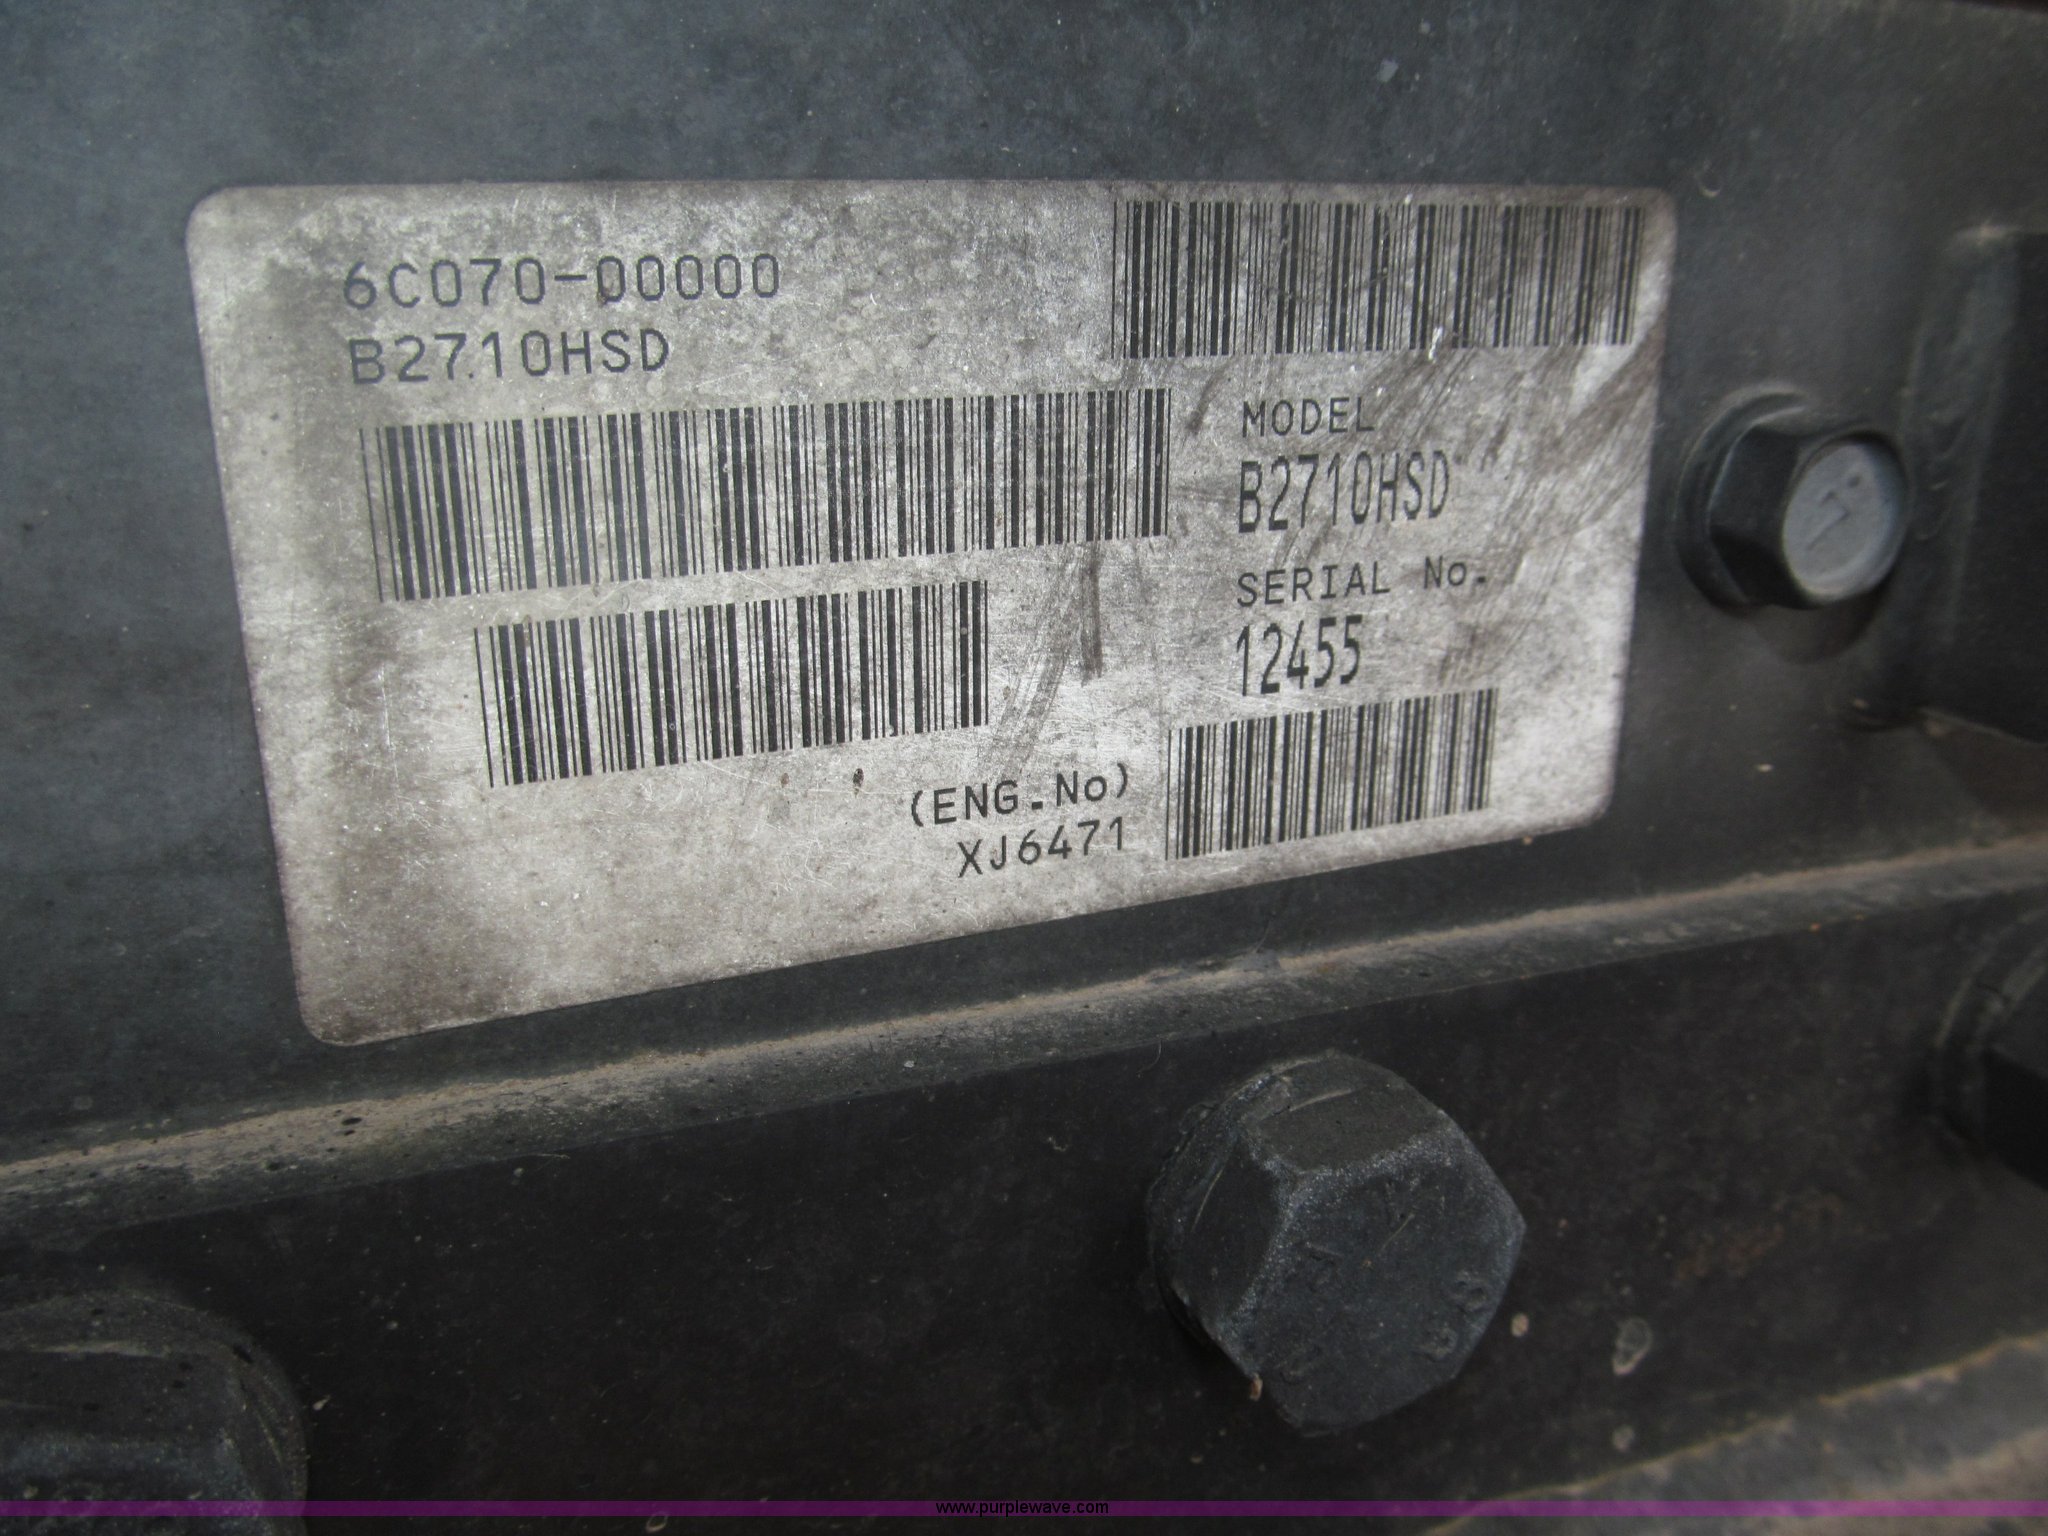 6C070-00000
B2710HSD
MODEL
B2710HSD
SERIAL No.
12455
(ENG.No)
XJ6471
www.purplewave.com